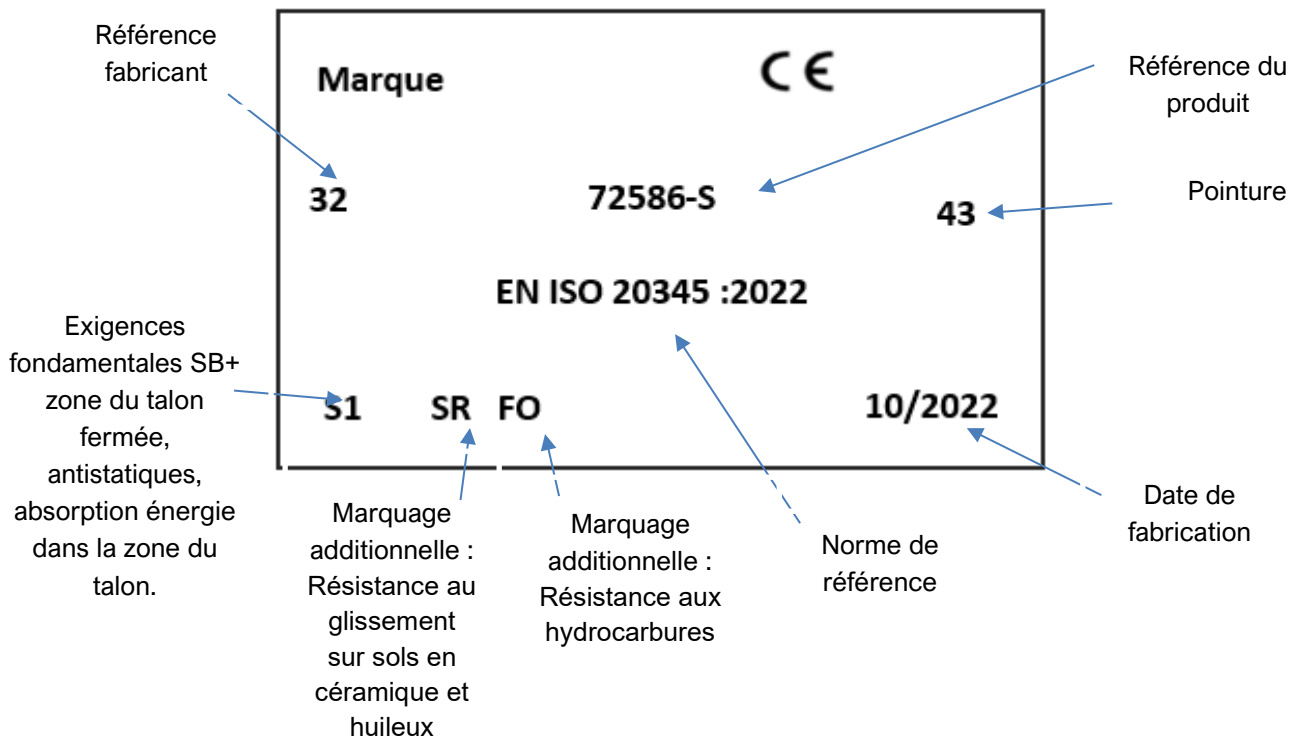 Référence
fabricant
Marque
CE
Référence du
produit
32
72586-S
43
Pointure
EN ISO 20345 :2022
Exigences
fondamentales SB+
zone du talon
fermée,
antistatiques,
absorption énergie
dans la zone du
talon.
S1 SR FO
10/2022
Marquage
additionnelle :
Résistance au
glissement
sur sols en
céramique et
huileux
Marquage
additionnelle :
Résistance aux
hydrocarbures
Norme de
référence
Date de
fabrication